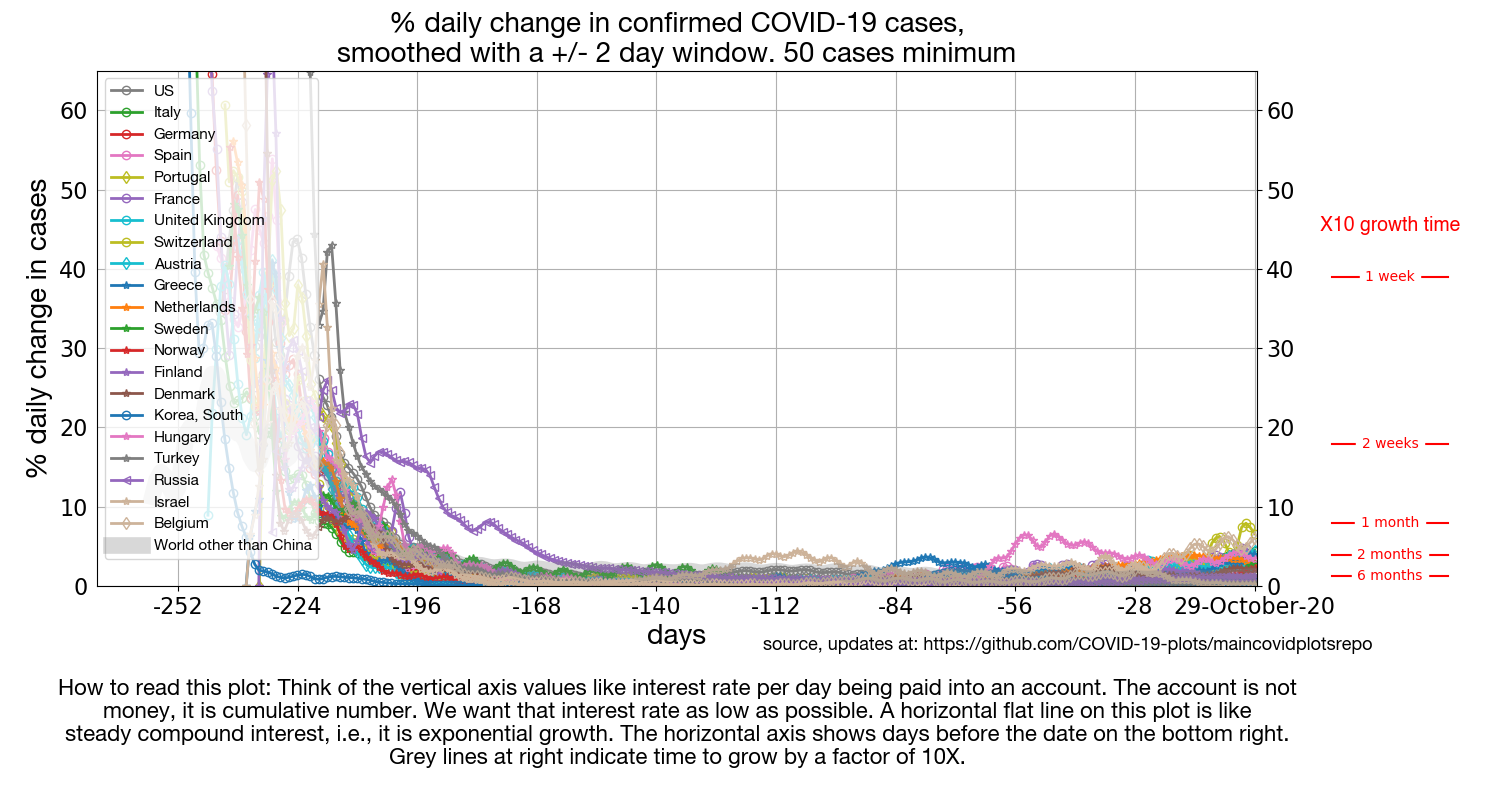 % daily change in confirmed COVID-19 cases,
smoothed with a +/- 2 day window. 50 cases minimum
% daily change in cases
60
50
40
30
20
10
0
US
Italy
Germany
Spain
Portugal
France
United Kingdom
Switzerland
Austria
Greece
Netherlands
Sweden
Norway
Finland
Denmark
Korea, South
Hungary
Turkey
Russia
Israel
Belgium
World other than China
60
50
40
30
20
10
0
X10 growth time
1 week
2 weeks
1 month
2 months
6 months
-252 -224 -196 -168 -140 -112 -84 -56 -28 29-October-20
days
source, updates at: https://github.com/COVID-19-plots/maincovidplotsrepo
How to read this plot: Think of the vertical axis values like interest rate per day being paid into an account. The account is not
money, it is cumulative number. We want that interest rate as low as possible. A horizontal flat line on this plot is like
steady compound interest, i.e., it is exponential growth. The horizontal axis shows days before the date on the bottom right.
Grey lines at right indicate time to grow by a factor of 10X.